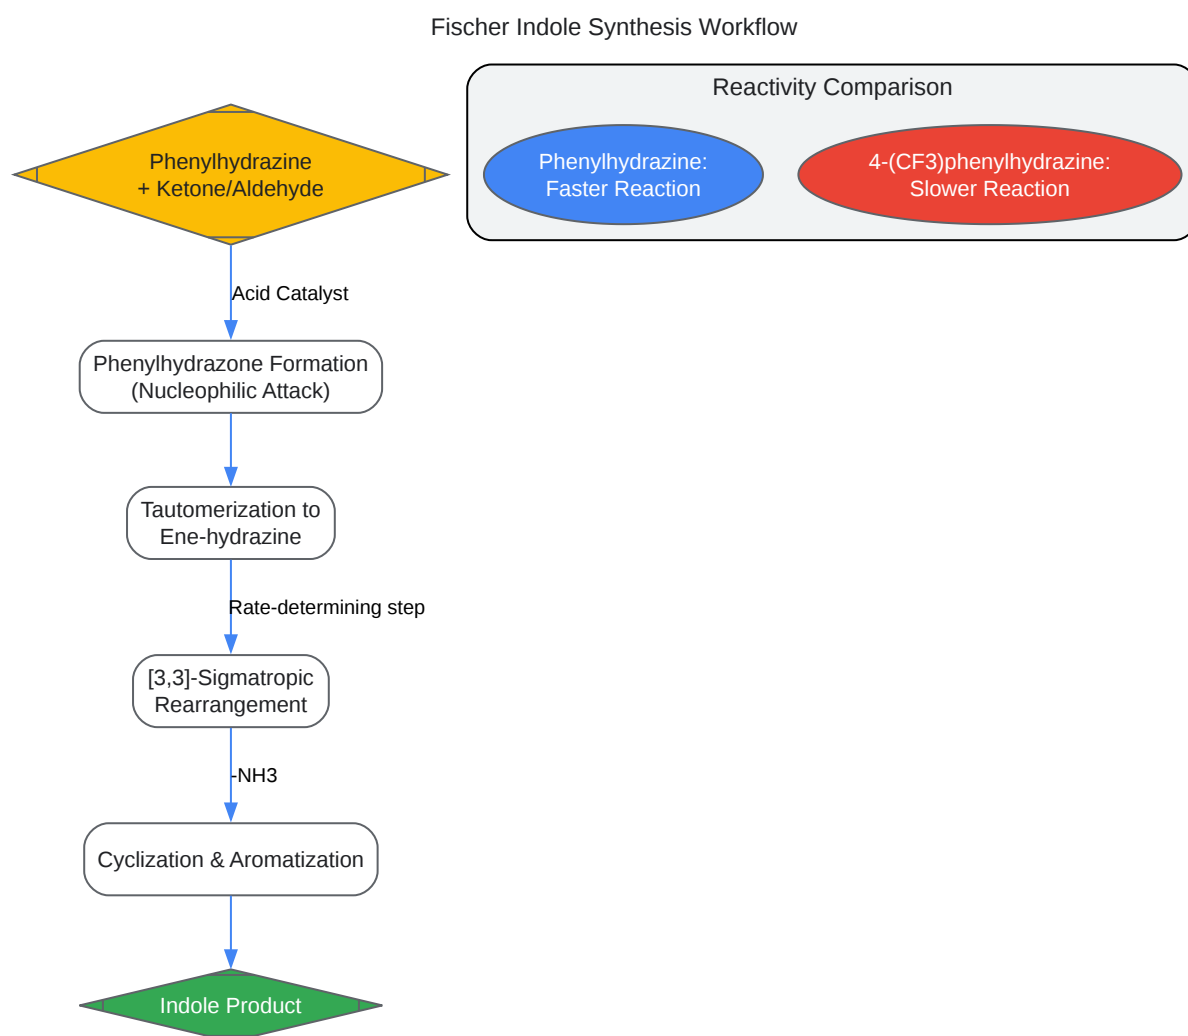 Fischer Indole Synthesis Workflow
Reactivity Comparison
Phenylhydrazine
+ Ketone/Aldehyde
Phenylhydrazine:
Faster Reaction
4-(CF3)phenylhydrazine:
Slower Reaction
Acid Catalyst
Phenylhydrazone Formation
(Nucleophilic Attack)
Tautomerization to
Ene-hydrazine
Rate-determining step
[3,3]-Sigmatropic
Rearrangement
-NH3
Cyclization & Aromatization
Indole Product